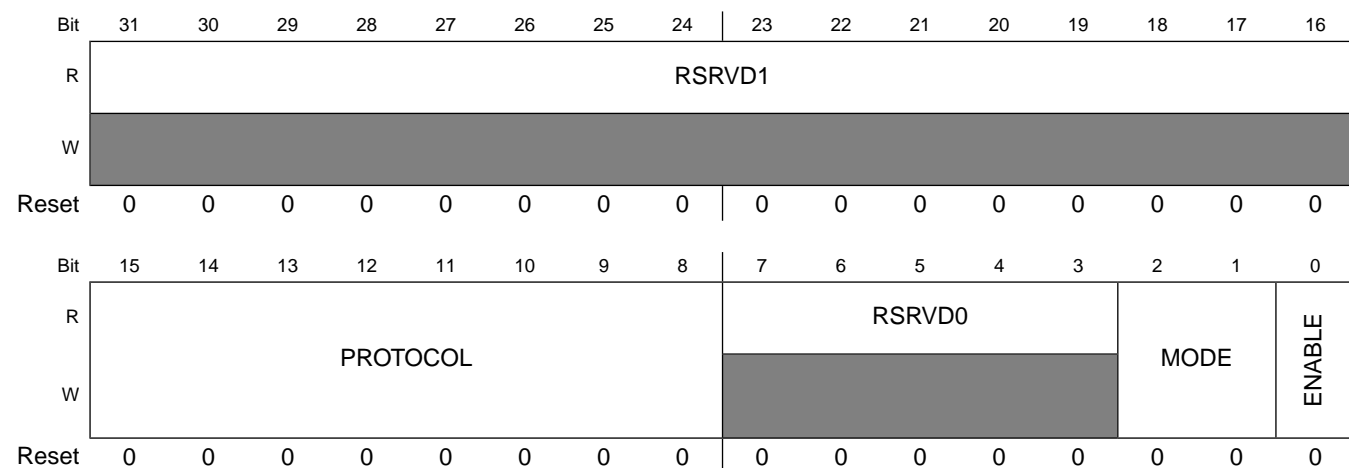 Bit 31 30 29 28 27 26 25 24 23 22 21 20 19 18 17 16
R RSRVD1
W
Reset 0 0 0 0 0 0 0 0 0 0 0 0 0 0 0 0
Bit 15 14 13 12 11 10 9 8 7 6 5 4 3 2 1 0
R RSRVD0
PROTOCOL MODE ENABLE
W
Reset 0 0 0 0 0 0 0 0 0 0 0 0 0 0 0 0